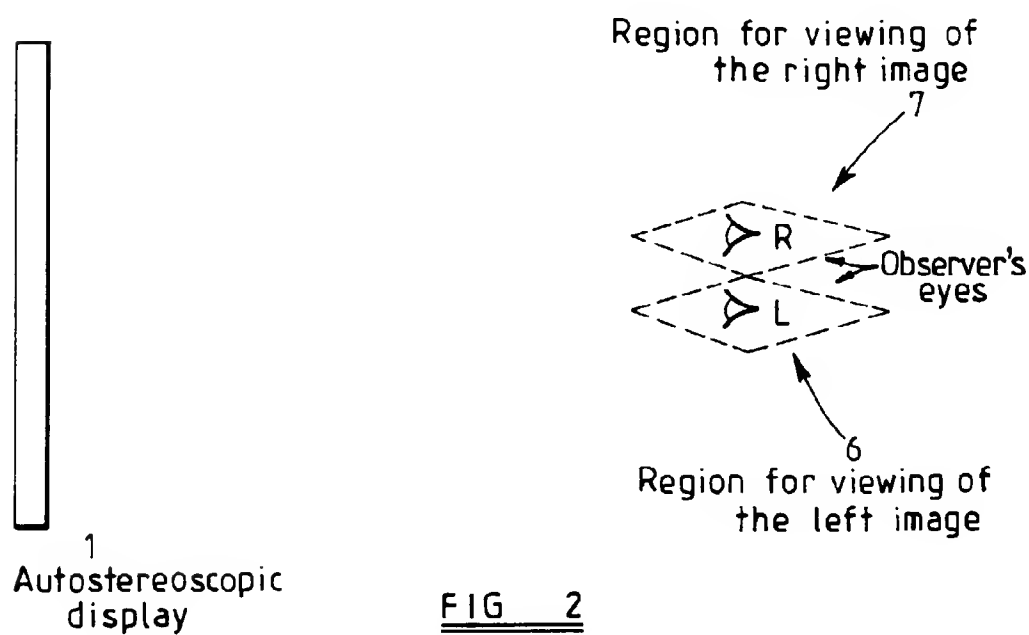 Region for viewing of
the right image
7
R
Observer's
eyes
L
6
Region for viewing of
the left image
1
Autostereoscopic
display
FIG 2